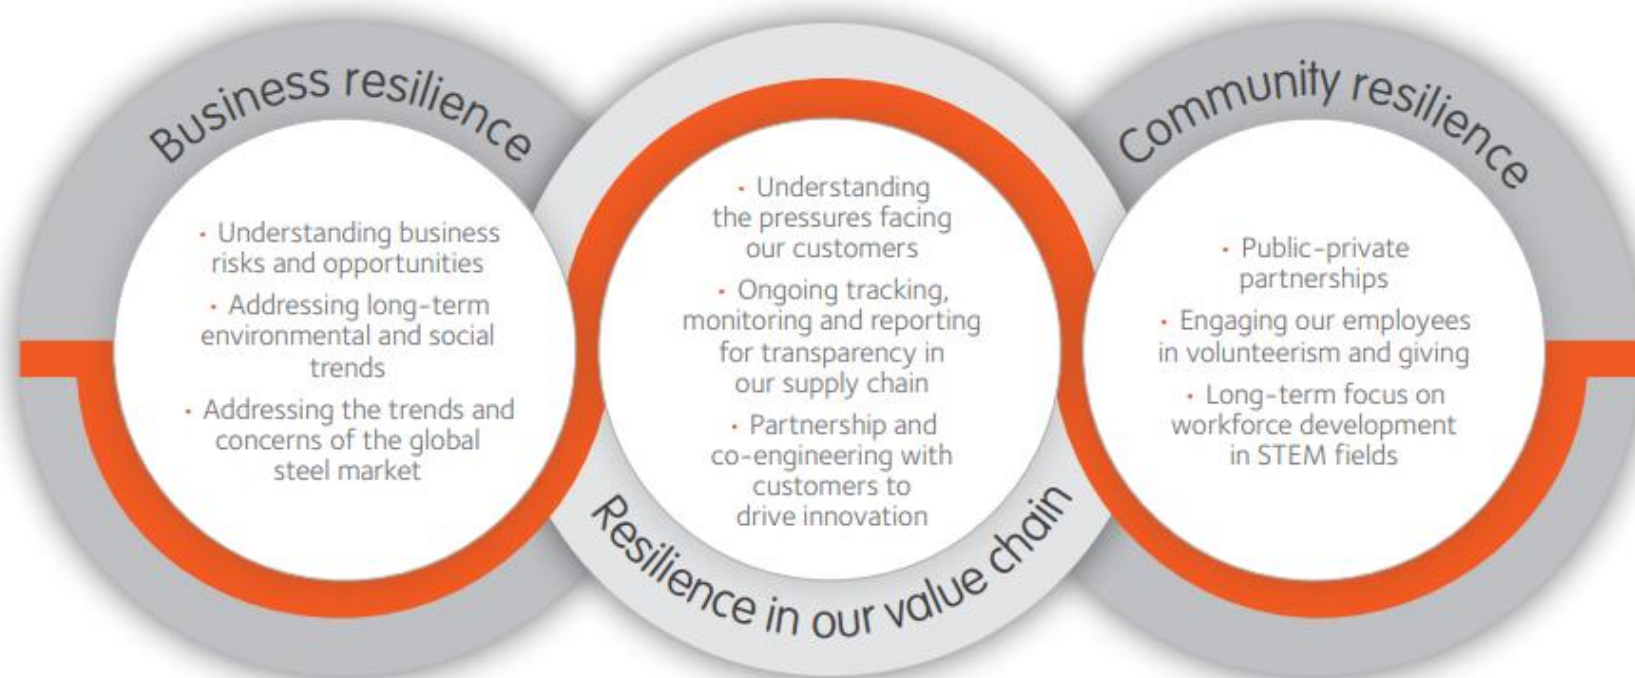 Business resilience
• Understanding business
risks and opportunities
• Addressing long-term
environmental and social
trends
• Addressing the trends and
concerns of the global
steel market
• Understanding
the pressures facing
our customers
• Ongoing tracking,
monitoring and reporting
for transparency in
our supply chain
• Partnership and
co-engineering with
customers to
drive innovation
Resilience in our value chain
Community resilience
• Public-private
partnerships
• Engaging our employees
in volunteerism and giving
• Long-term focus on
workforce development
in STEM fields